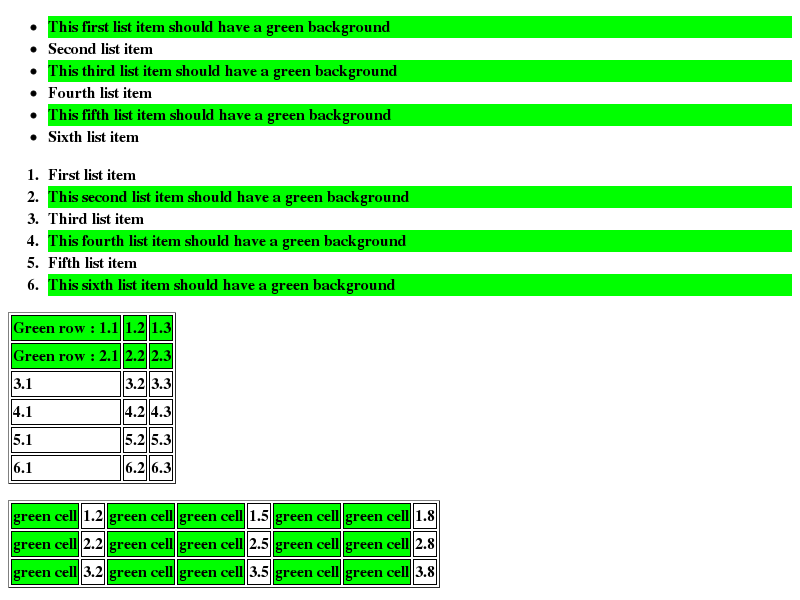 This first list item should have a green background
Second list item
This third list item should have a green background
Fourth list item
This fifth list item should have a green background
Sixth list item
1. First list item
2. This second list item should have a green background
3. Third list item
4. This fourth list item should have a green background
5. Fifth list item
6. This sixth list item should have a green background
Green row : 1.1 1.2 1.3
Green row : 2.1 2.2 2.3
3.1 3.2 3.3
4.1 4.2 4.3
5.1 5.2 5.3
6.1 6.2 6.3
green cell 1.2 green cell green cell 1.5 green cell green cell 1.8
green cell 2.2 green cell green cell 2.5 green cell green cell 2.8
green cell 3.2 green cell green cell 3.5 green cell green cell 3.8